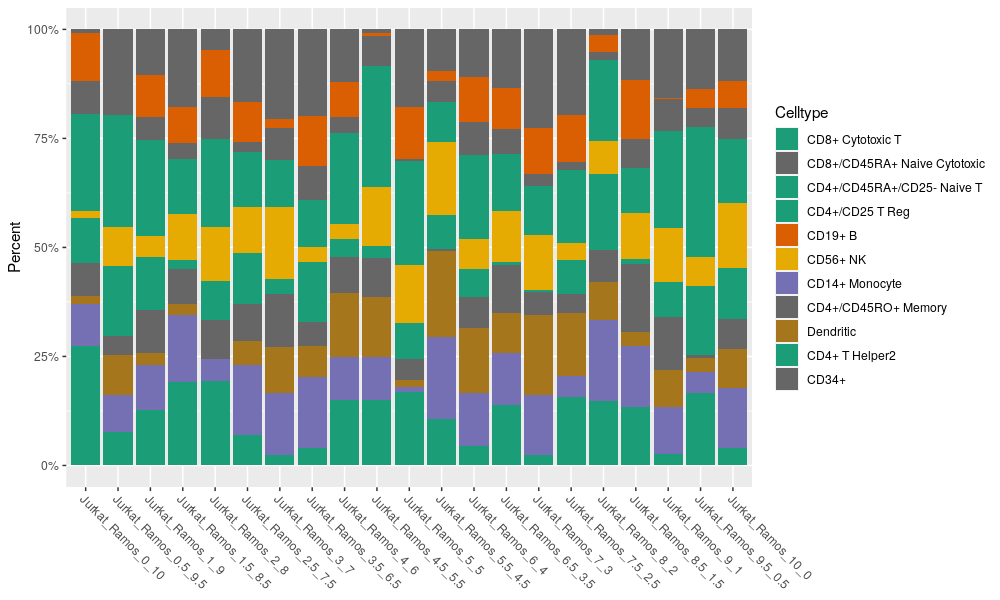 100%
75%
50%
25%
0%
Percent
Jurkat_Ramos_0_10
Jurkat_Ramos_0.5_9.5
Jurkat_Ramos_1_9
Jurkat_Ramos_1.5_8.5
Jurkat_Ramos_2_8
Jurkat_Ramos_2.5_7.5
Jurkat_Ramos_3_7
Jurkat_Ramos_3.5_6.5
Jurkat_Ramos_4_6
Jurkat_Ramos_4.5_5.5
Jurkat_Ramos_5_5
Jurkat_Ramos_5.5_4.5
Jurkat_Ramos_6_4
Jurkat_Ramos_6.5_3.5
Jurkat_Ramos_7_3
Jurkat_Ramos_7.5_2.5
Jurkat_Ramos_8_2
Jurkat_Ramos_8.5_1.5
Jurkat_Ramos_9_1
Jurkat_Ramos_9.5_0.5
Jurkat_Ramos_10_0
Celltype
CD8+ Cytotoxic T
CD8+/CD45RA+ Naive Cytotoxic
CD4+/CD45RA+/CD25- Naive T
CD4+/CD25 T Reg
CD19+ B
CD56+ NK
CD14+ Monocyte
CD4+/CD45RO+ Memory
Dendritic
CD4+ T Helper2
CD34+